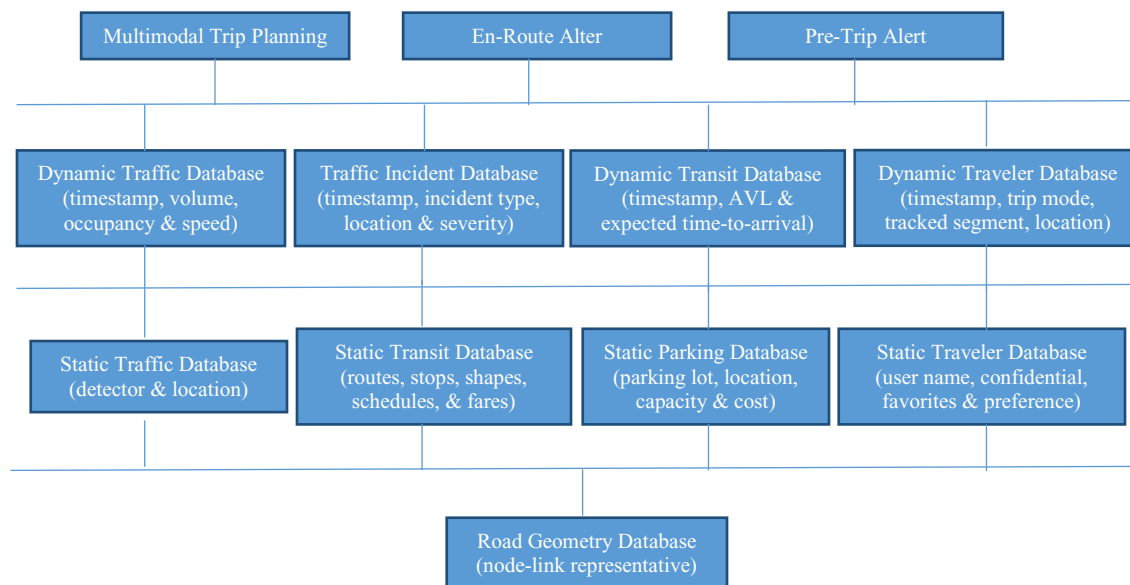 Multimodal Trip Planning
En-Route Alter
Pre-Trip Alert
Dynamic Traffic Database
(timestamp, volume,
occupancy & speed)
Traffic Incident Database
(timestamp, incident type,
location & severity)
Dynamic Transit Database
(timestamp, AVL &
expected time-to-arrival)
Dynamic Traveler Database
(timestamp, trip mode,
tracked segment, location)
Static Traffic Database
(detector & location)
Static Transit Database
(routes, stops, shapes,
schedules, & fares)
Static Parking Database
(parking lot, location,
capacity & cost)
Static Traveler Database
(user name, confidential,
favorites & preference)
Road Geometry Database
(node-link representative)